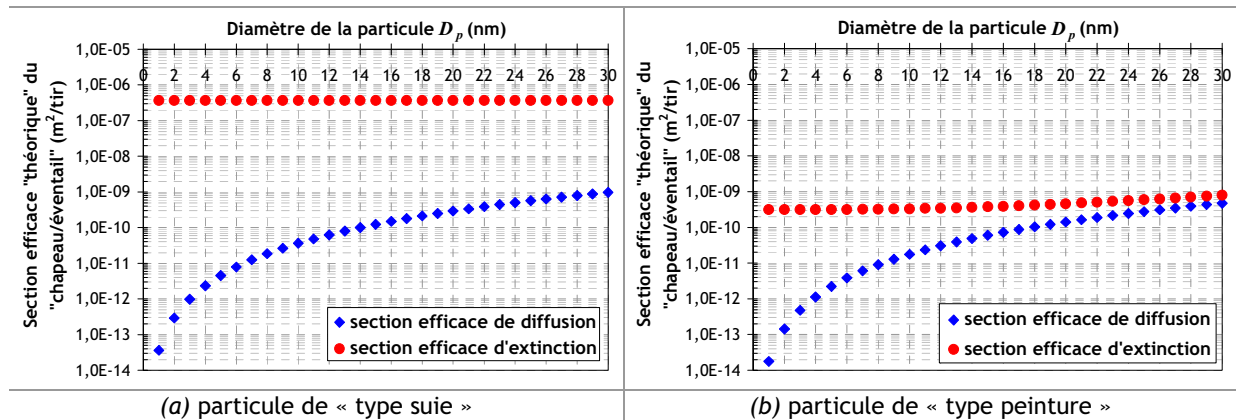 Diamètre de la particule D_p (nm)
Section efficace "théorique" du
"chapeau/éventail" (m²/tir)
1,0E-05
1,0E-06
1,0E-07
1,0E-08
1,0E-09
1,0E-10
1,0E-11
1,0E-12
1,0E-13
1,0E-14
0 2 4 6 8 10 12 14 16 18 20 22 24 26 28 30
section efficace de diffusion
section efficace d'extinction
(a) particule de « type suie »
Diamètre de la particule D_p (nm)
Section efficace "théorique" du
"chapeau/éventail" (m²/tir)
1,0E-05
1,0E-06
1,0E-07
1,0E-08
1,0E-09
1,0E-10
1,0E-11
1,0E-12
1,0E-13
1,0E-14
0 2 4 6 8 10 12 14 16 18 20 22 24 26 28 30
section efficace de diffusion
section efficace d'extinction
(b) particule de « type peinture »